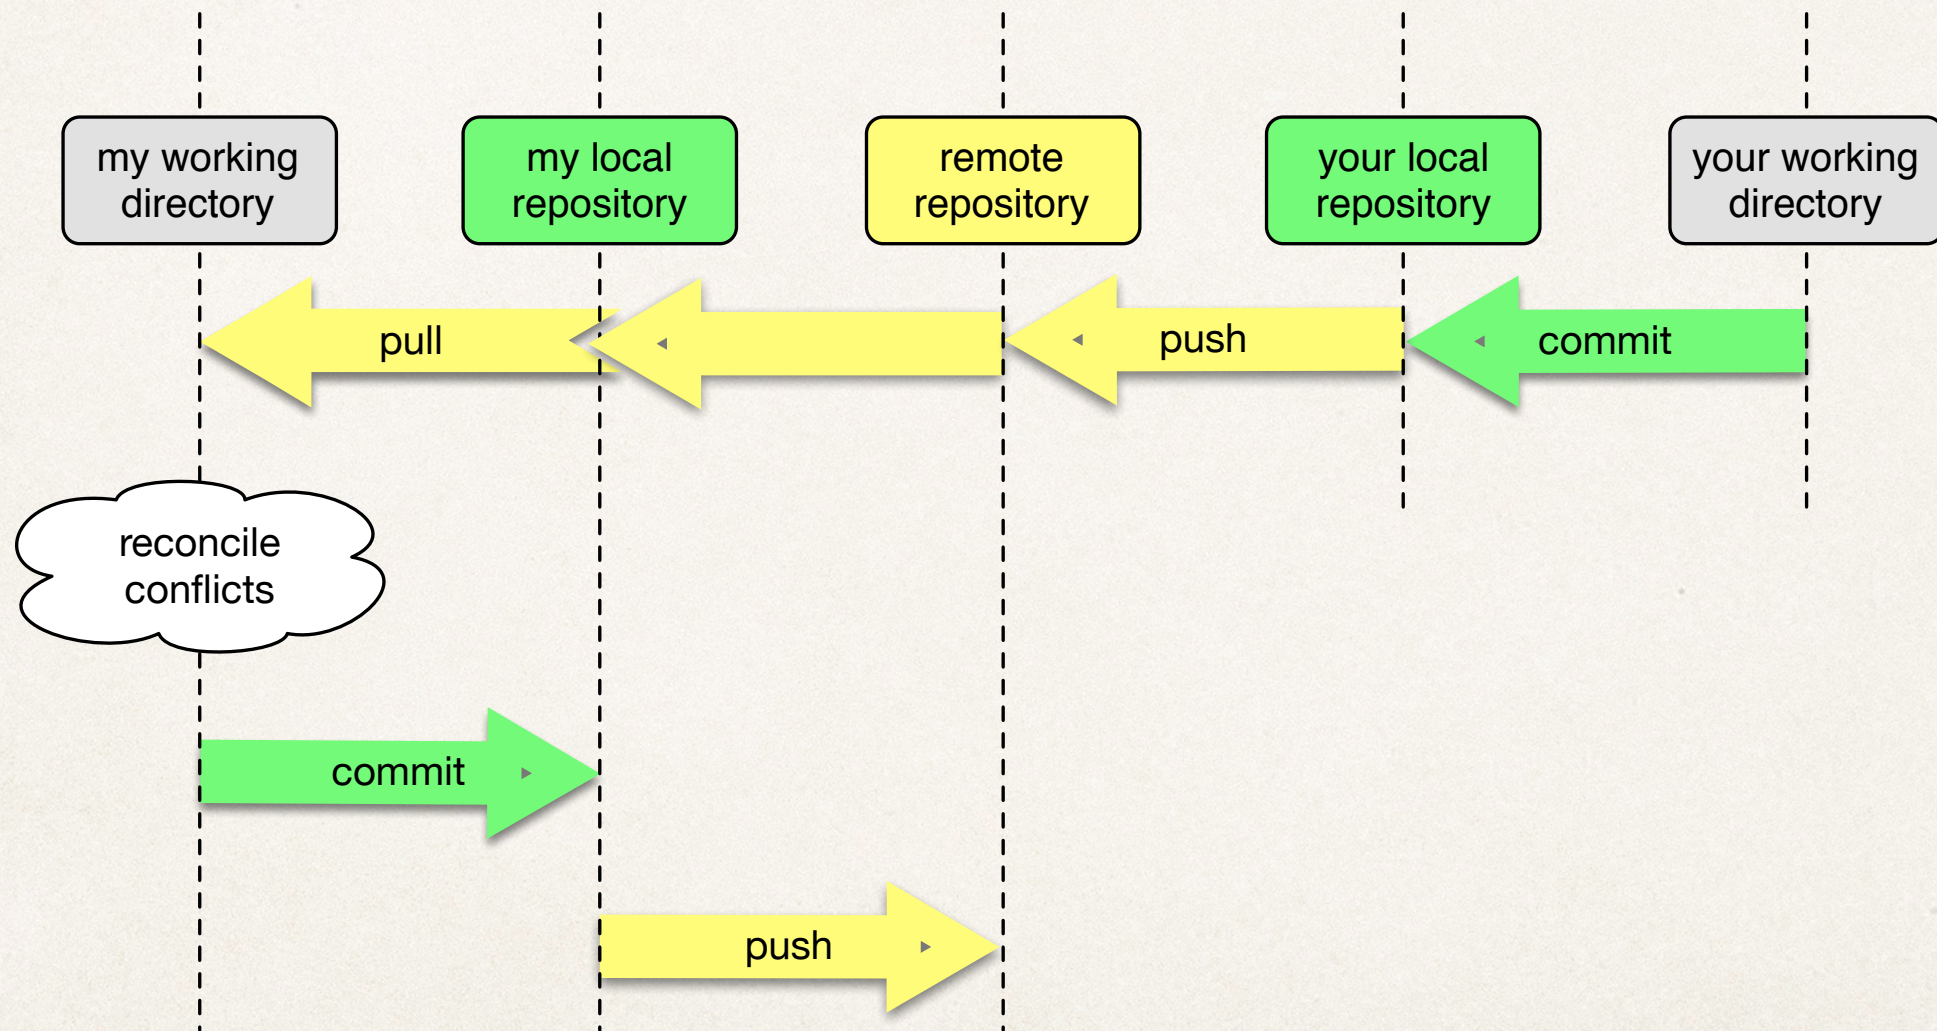 my working
directory
my local
repository
remote
repository
your local
repository
your working
directory
pull
push
commit
reconcile
conflicts
commit
push